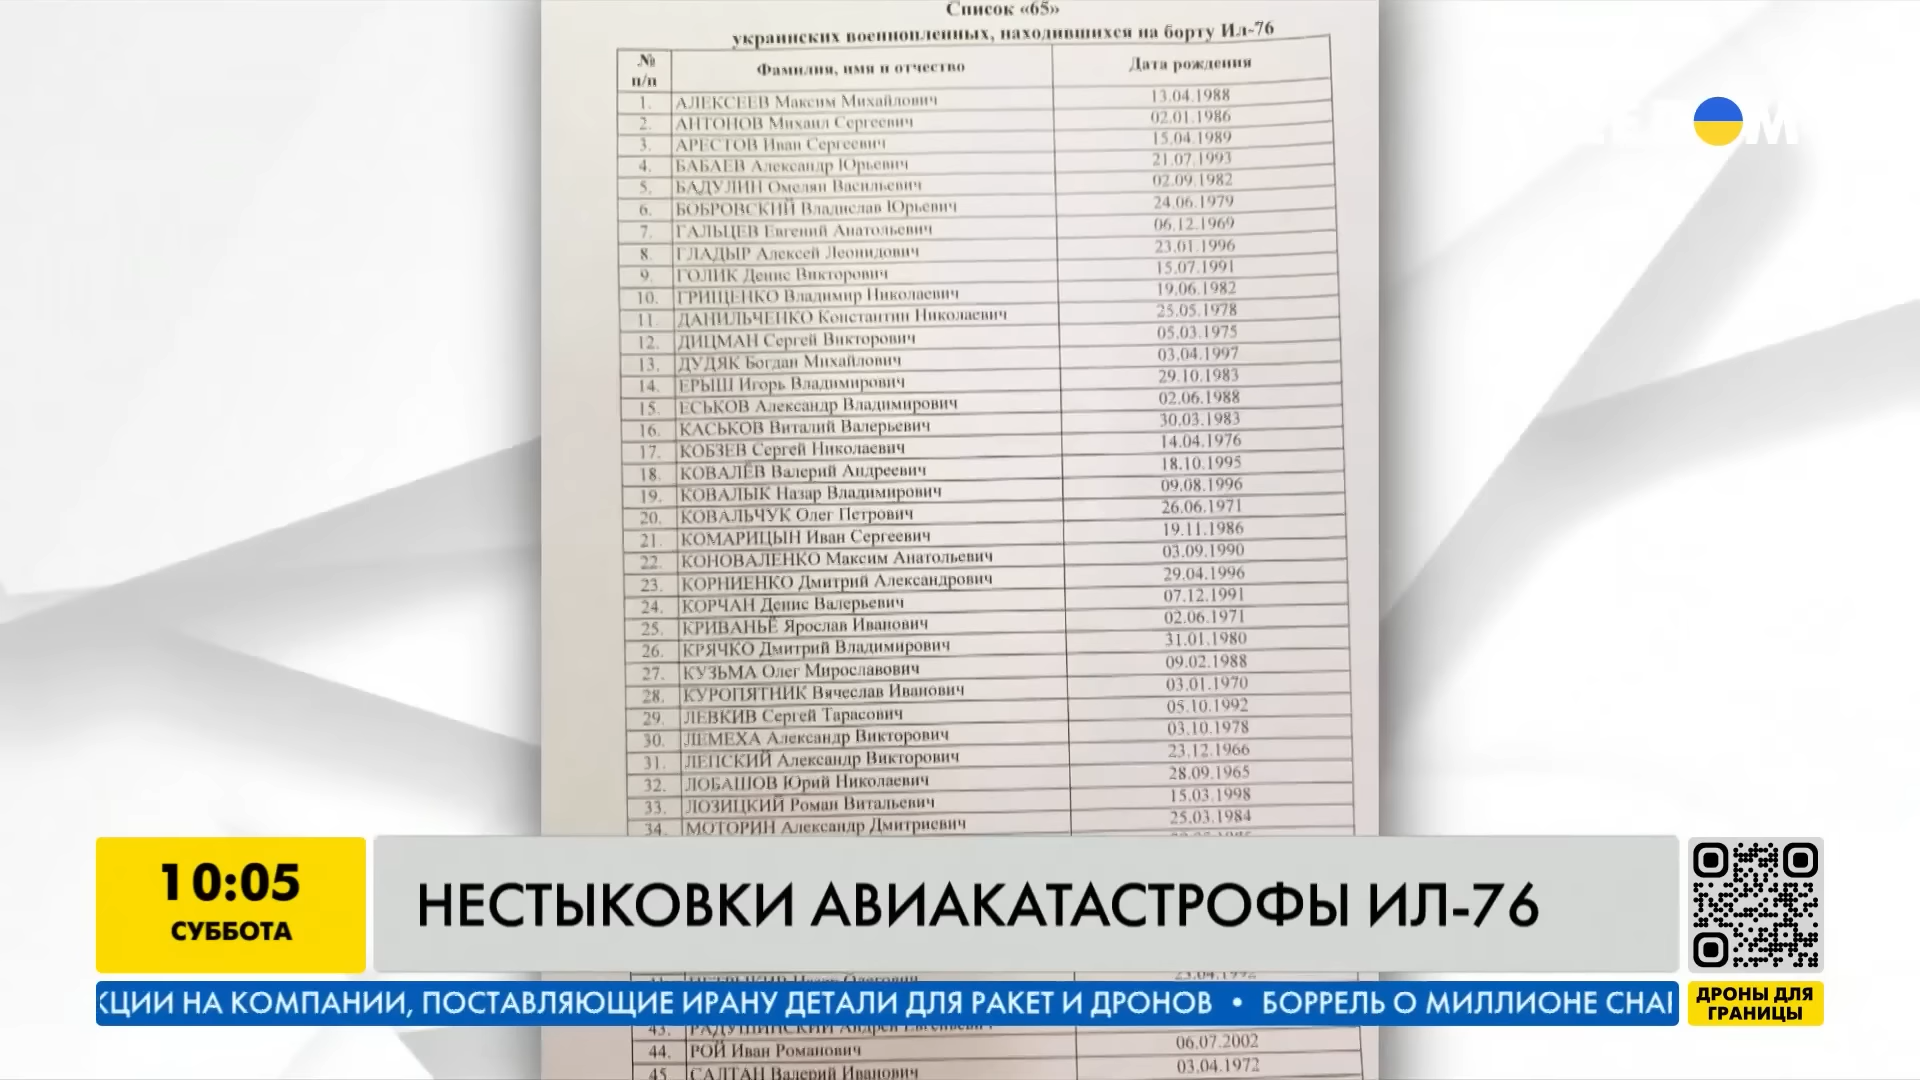 Список «65»
украинских военнопленных, находившихся на борту Ил-76
№ п/п Фамилия, имя и отчество Дата рождения
1. АЛЕКСЕЕВ Максим Михайлович 13.04.1988
2. АНТОНОВ Михаил Сергеевич 02.01.1986
3. АРЕСТОВ Иван Сергеевич 15.04.1989
4. БАБАЕВ Александр Юрьевич 21.07.1993
5. БАДУЛИН Омелян Васильевич 02.09.1982
6. БОБРОВСКИЙ Владислав Юрьевич 24.06.1979
7. ГАЛЬЦЕВ Евгений Анатольевич 06.12.1969
8. ГЛАДЫР Алексей Леонидович 23.01.1996
9. ГОЛИК Денис Викторович 15.07.1991
10. ГРИЩЕНКО Владимир Николаевич 19.06.1982
11. ДАНИЛЬЧЕНКО Константин Николаевич 25.05.1978
12. ДИЦМАН Сергей Викторович 05.03.1975
13. ДУДЯК Богдан Михайлович 03.04.1997
14. ЕРЫШ Игорь Владимирович 29.10.1983
15. ЕСЬКОВ Александр Владимирович 02.06.1988
16. КАСЬКОВ Виталий Валерьевич 30.03.1983
17. КОБЗЕВ Сергей Николаевич 14.04.1976
18. КОВАЛЁВ Валерий Андреевич 18.10.1995
19. КОВАЛЫК Назар Владимирович 09.08.1996
20. КОВАЛЬЧУК Олег Петрович 26.06.1971
21. КОМАРИЦЫН Иван Сергеевич 19.11.1986
22. КОНОВАЛЕНКО Максим Анатольевич 03.09.1990
23. КОРНИЕНКО Дмитрий Александрович 29.04.1996
24. КОРЧАН Денис Валерьевич 07.12.1991
25. КРИВАНЬЁ Ярослав Иванович 02.06.1971
26. КРЯЧКО Дмитрий Владимирович 31.01.1980
27. КУЗЬМА Олег Мирославович 09.02.1988
28. КУРОПЯТНИК Вячеслав Иванович 03.01.1970
29. ЛЕВКИВ Сергей Тарасович 05.10.1992
30. ЛЕМЕХА Александр Викторович 03.10.1978
31. ЛЕПСКИЙ Александр Викторович 23.12.1966
32. ЛОБАШОВ Юрий Николаевич 28.09.1965
33. ЛОЗИЦКИЙ Роман Витальевич 15.03.1998
34. МОТОРИН Александр Дмитриевич 25.03.1984
10:05
СУББОТА
НЕСТЫКОВКИ АВИАКАТАСТРОФЫ ИЛ-76
КЦИИ НА КОМПАНИИ, ПОСТАВЛЯЮЩИЕ ИРАНУ ДЕТАЛИ ДЛЯ РАКЕТ И ДРОНОВ • БОРРЕЛЬ О МИЛЛИОНЕ
ДРОНЫ ДЛЯ
ГРАНИЦЫ
43. РАДУШИНСКИЙ Андрей Евгеньевич
44. РОЙ Иван Романович 06.07.2002
45. САЛТАН Валерий Иванович 03.04.1972